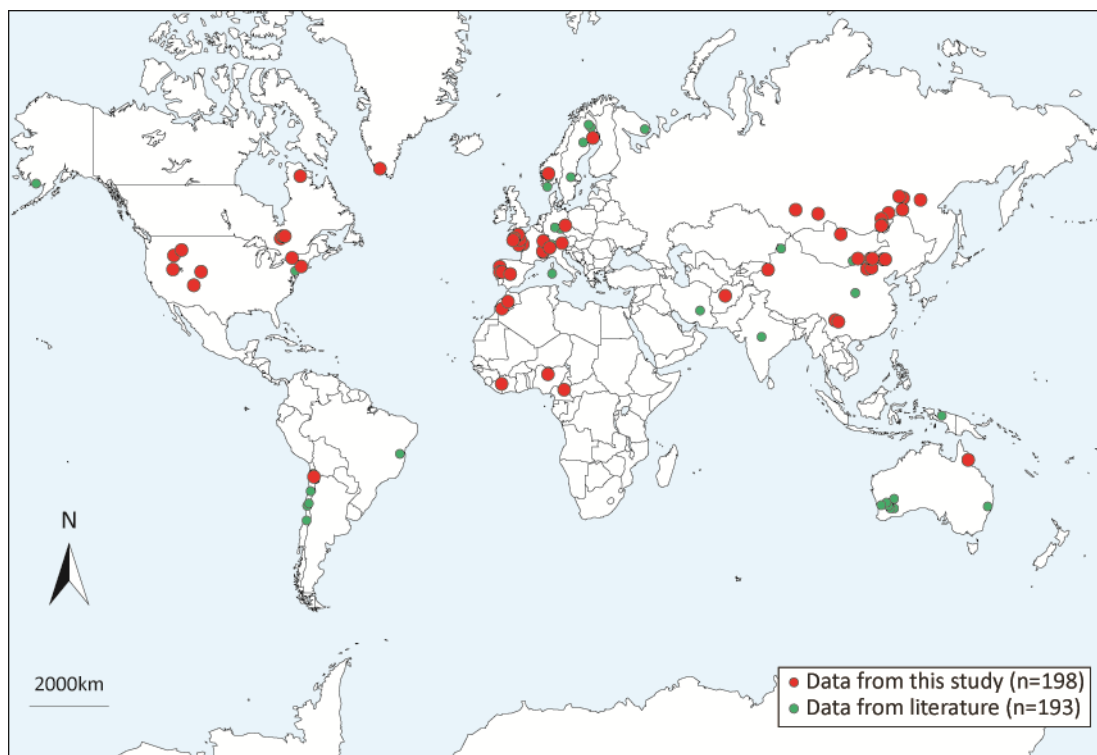 N
2000km
Data from this study (n=198)
Data from literature (n=193)